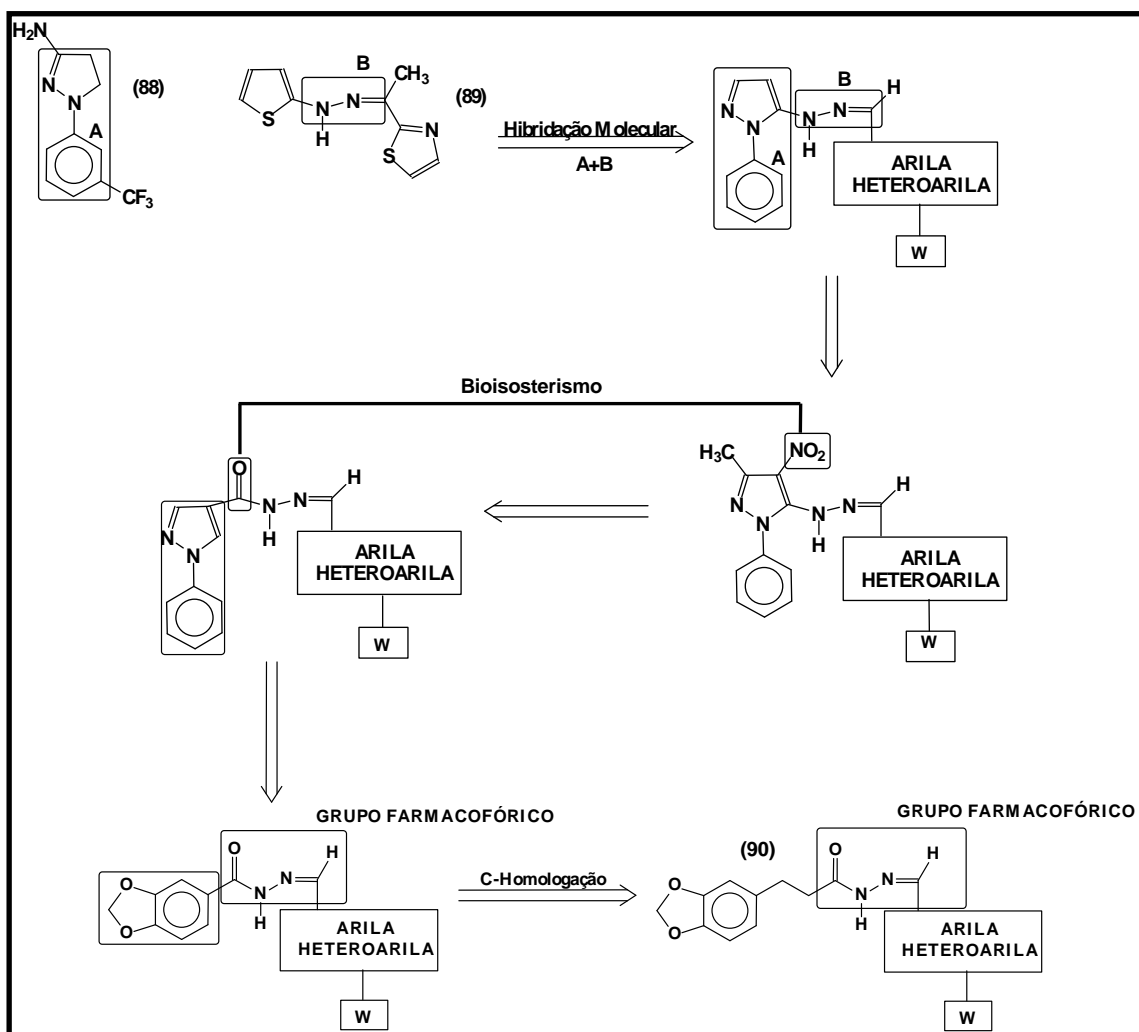 H2N
N
N
A
CF3
(88)
B
CH3
S
N
N
H
S
N
(89)
Hibridação Molecular
A+B
B
H
N
N
N
N
H
A
ARILA
HETEROARILA
W
Bioisosterismo
O
H
N
N
H
N
N
ARILA
HETEROARILA
W
H3C
NO2
H
N
N
N
N
H
ARILA
HETEROARILA
W
GRUPO FARMACOFÓRICO
O
H
N
N
H
O
O
ARILA
HETEROARILA
W
C-Homologação
GRUPO FARMACOFÓRICO
(90)
O
H
N
N
H
O
O
ARILA
HETEROARILA
W